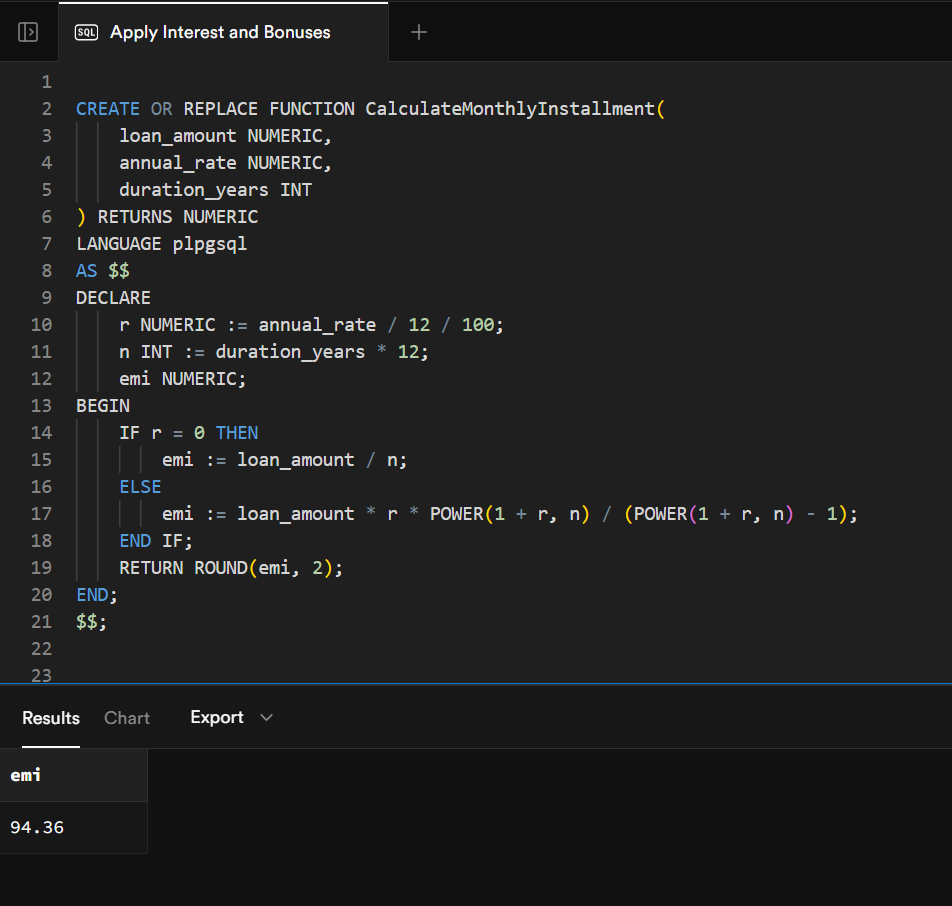 SQL Apply Interest and Bonuses +
1
2 CREATE OR REPLACE FUNCTION CalculateMonthlyInstallment(
3 loan_amount NUMERIC,
4 annual_rate NUMERIC,
5 duration_years INT
6 ) RETURNS NUMERIC
7 LANGUAGE plpgsql
8 AS $$
9 DECLARE
10 r NUMERIC := annual_rate / 12 / 100;
11 n INT := duration_years * 12;
12 emi NUMERIC;
13 BEGIN
14 IF r = 0 THEN
15 emi := loan_amount / n;
16 ELSE
17 emi := loan_amount * r * POWER(1 + r, n) / (POWER(1 + r, n) - 1);
18 END IF;
19 RETURN ROUND(emi, 2);
20 END;
21 $$;
22
23
Results Chart Export
emi
94.36